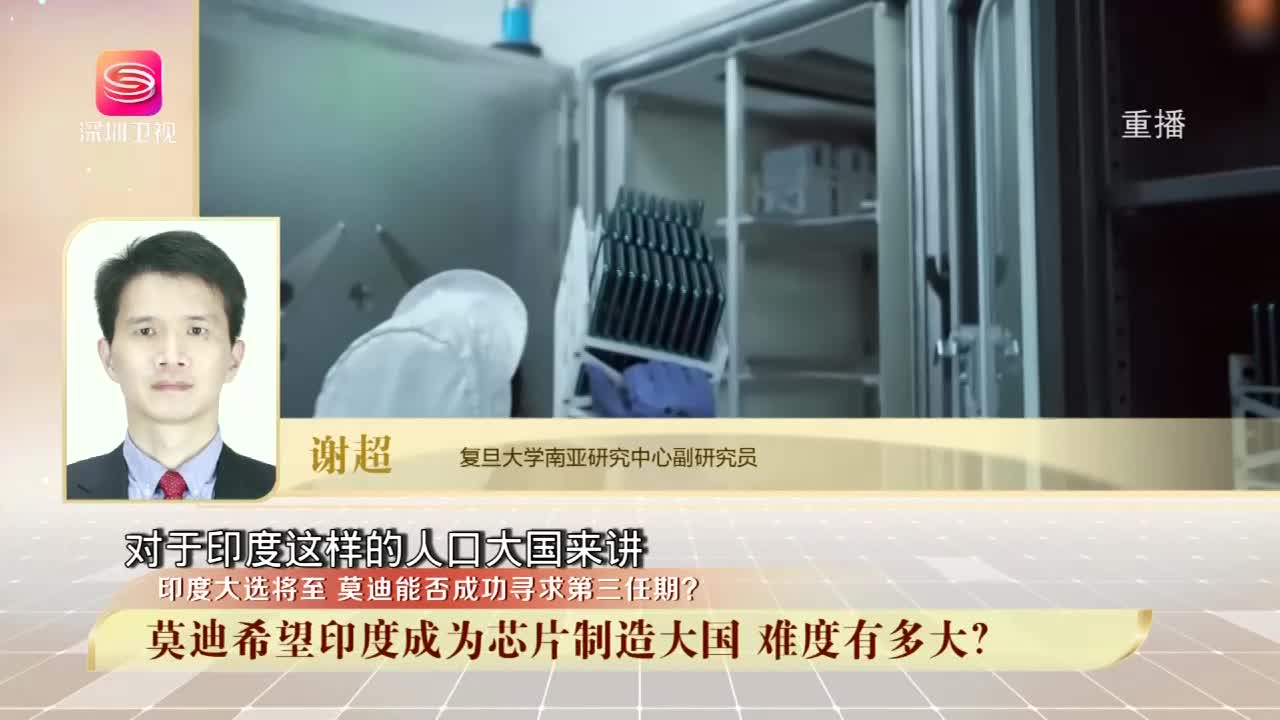 深圳卫视
重播
谢超
复旦大学南亚研究中心副研究员
对于印度这样的人口大国来讲
印度大选将至 莫迪能否成功寻求第三任期?
莫迪希望印度成为芯片制造大国 难度有多大?